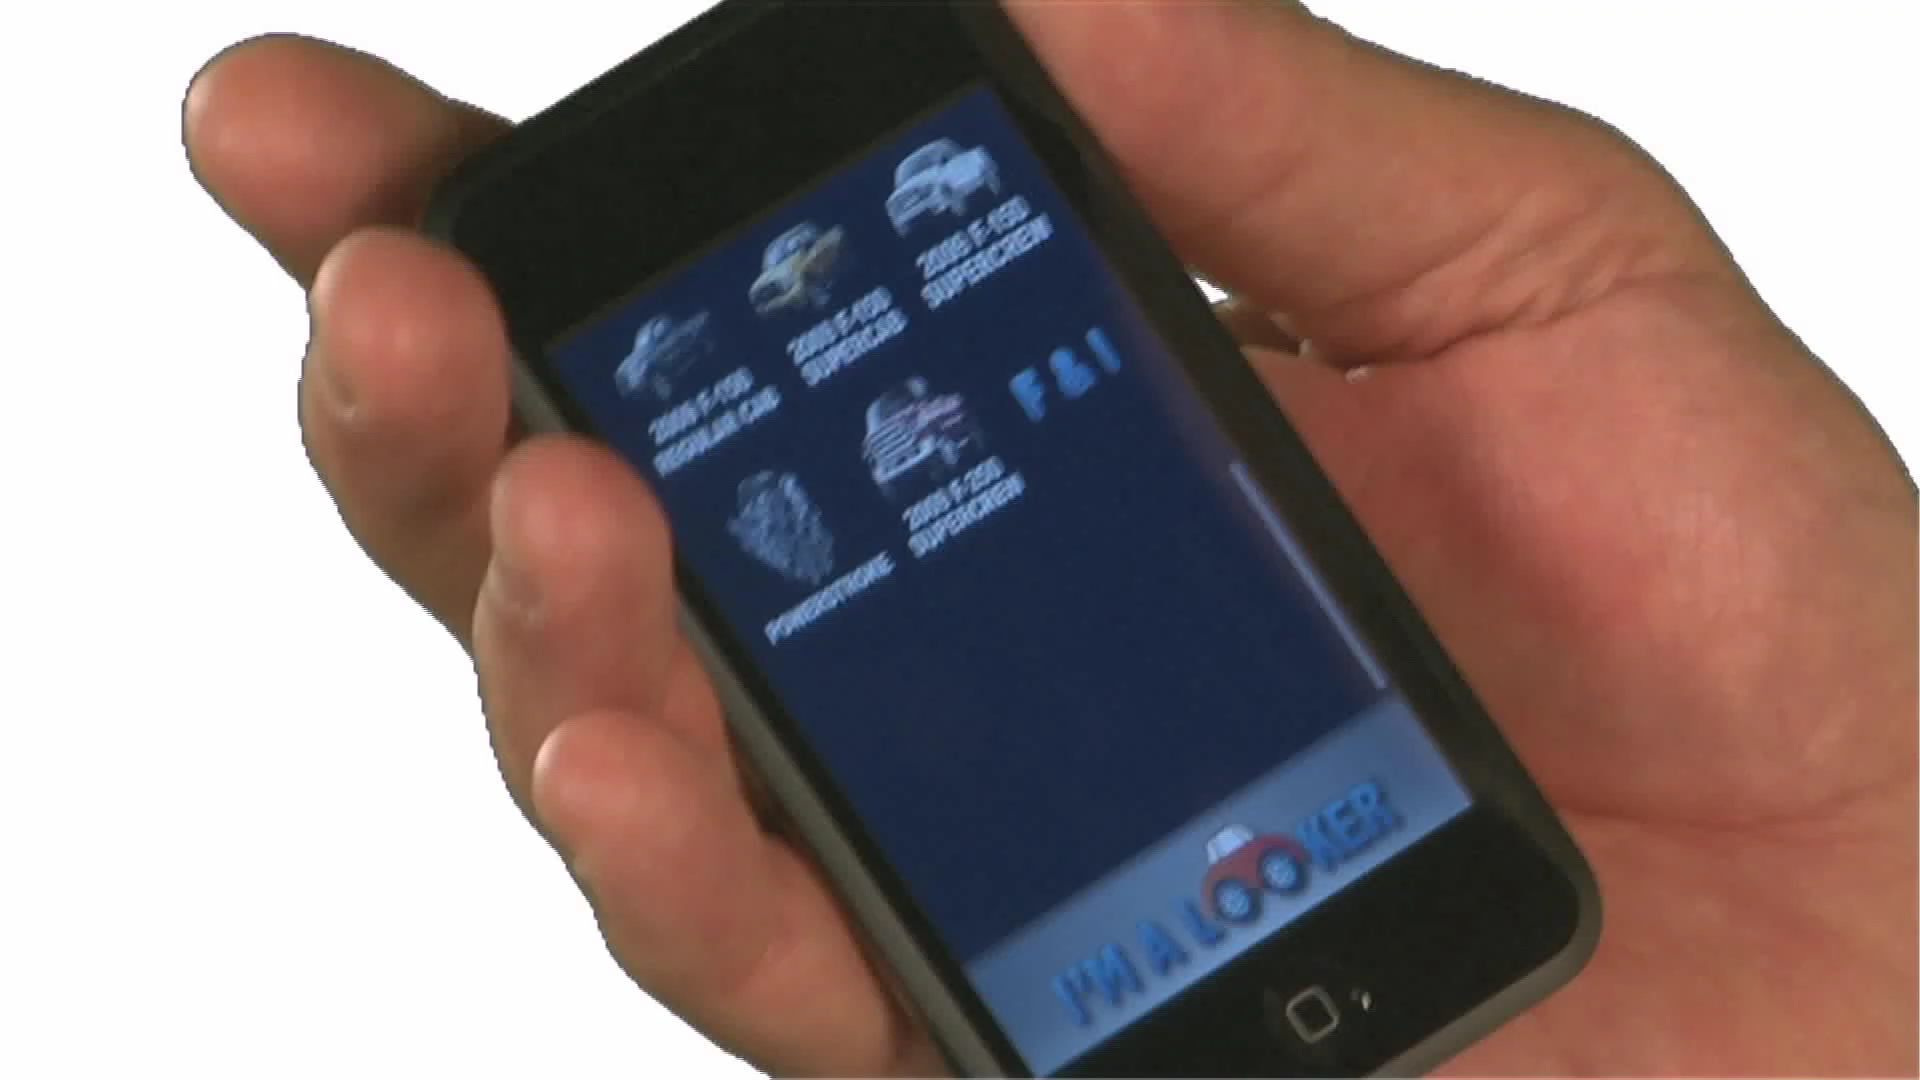 2009 F-150
REGULAR CAB
2009 F-150
SUPERCAB
2009 F-150
SUPERCREW
POWERSTROKE
2009 F-250
SUPERCREW
F & I
I'M A LOOKER